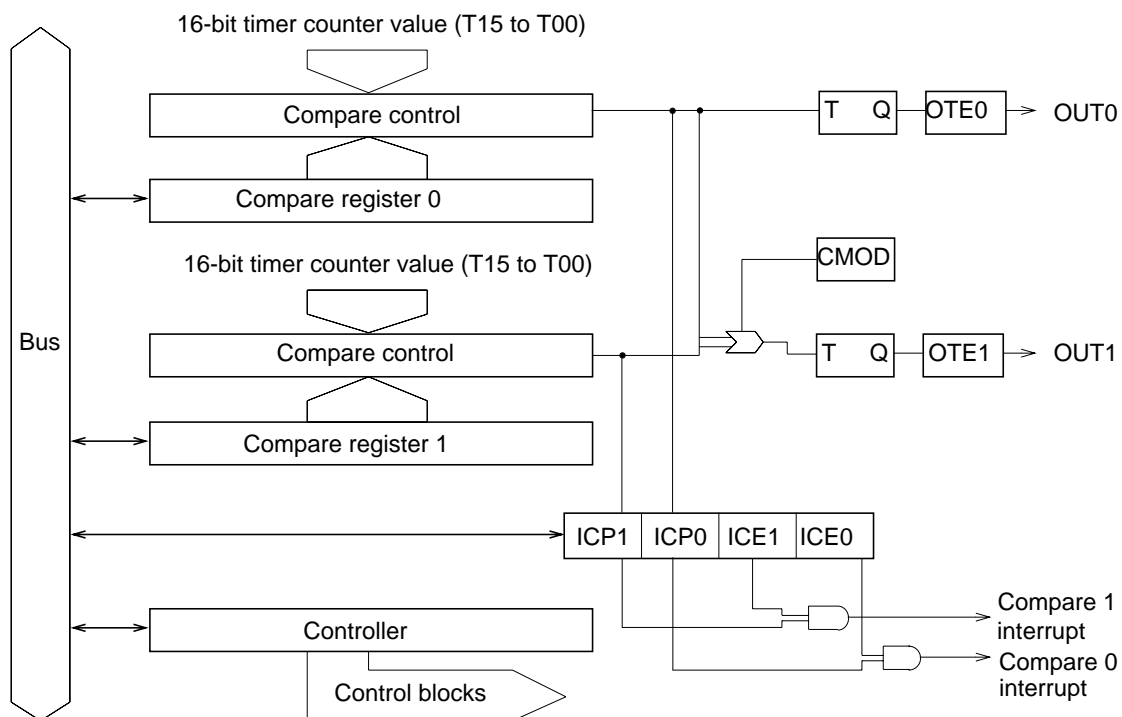 16-bit timer counter value (T15 to T00)
Compare control
T Q
OTE0
OUT0
Compare register 0
16-bit timer counter value (T15 to T00)
CMOD
Bus
Compare control
T Q
OTE1
OUT1
Compare register 1
ICP1
ICP0
ICE1
ICE0
Compare 1
interrupt
Controller
Compare 0
interrupt
Control blocks